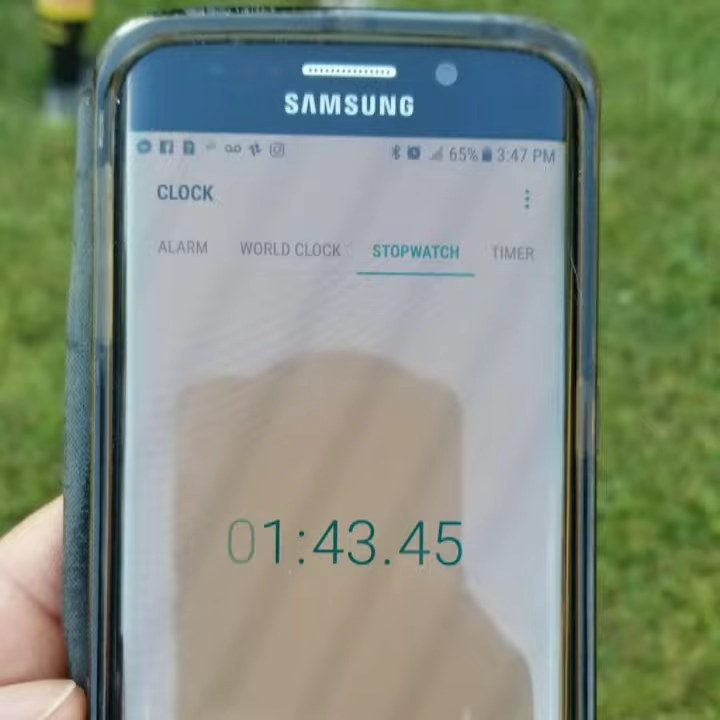 SAMSUNG
65% 3:47 PM
CLOCK
ALARM WORLD CLOCK STOPWATCH TIMER
01:43.45